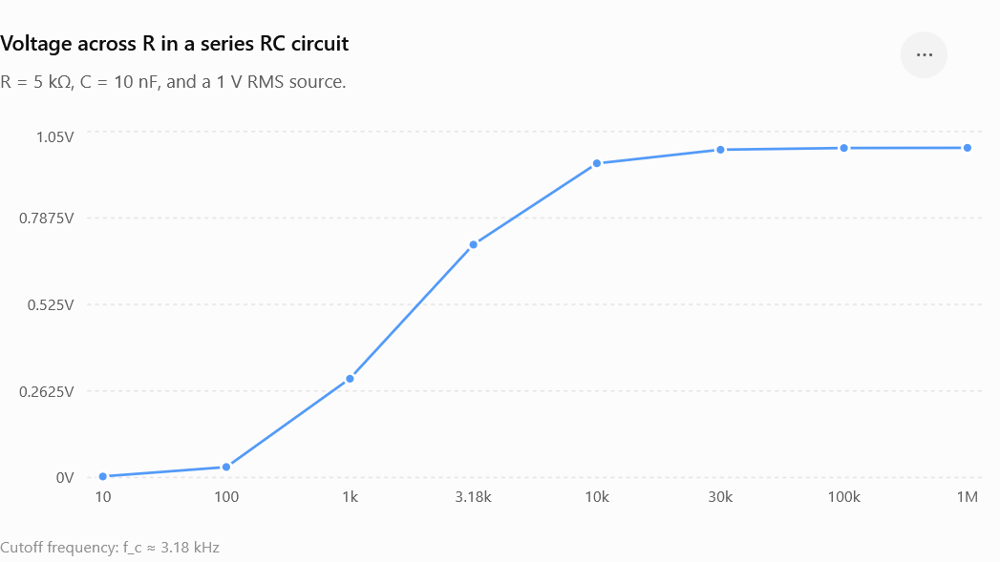 Voltage across R in a series RC circuit
R = 5 kΩ, C = 10 nF, and a 1 V RMS source.
1.05V
0.7875V
0.525V
0.2625V
0V
10 100 1k 3.18k 10k 30k 100k 1M
Cutoff frequency: f_c ≈ 3.18 kHz